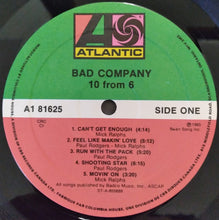 ATLANTIC
BAD COMPANY
10 from 6
A1 81625
SIDE ONE
1. CAN'T GET ENOUGH (4:14)
Mick Ralphs
2. FEEL LIKE MAKIN' LOVE (5:12)
Paul Rodgers - Mick Ralphs
3. RUN WITH THE PACK (5:20)
Paul Rodgers
4. SHOOTING STAR (6:15)
Paul Rodgers
5. MOVIN' ON (3:20)
Mick Ralphs
All songs published by Badco Music, Inc., ASCAP
ST-A-855688